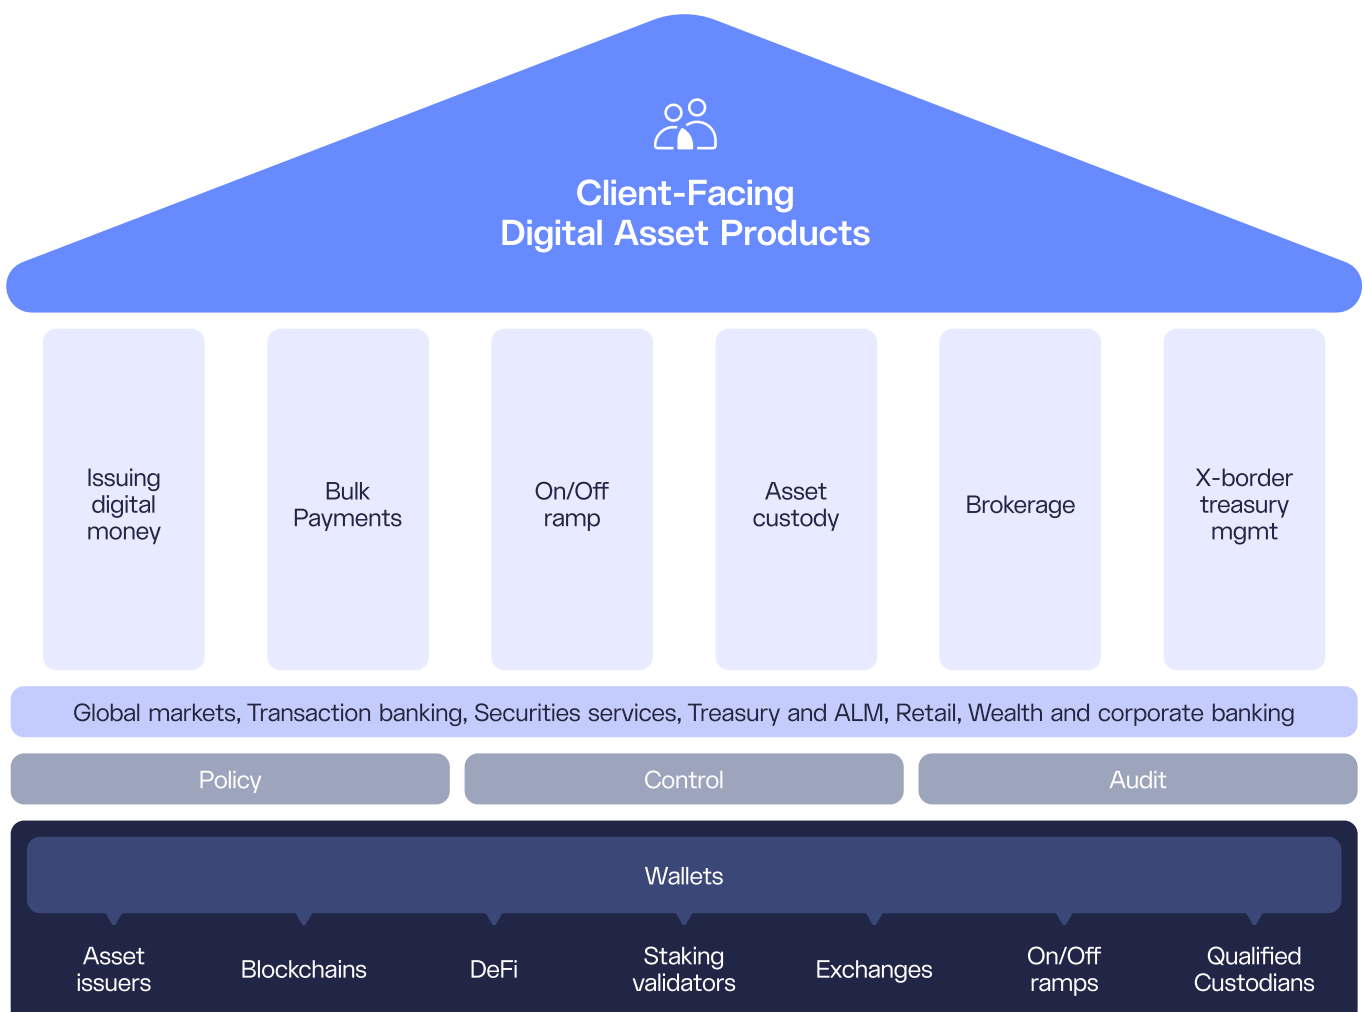 Client-Facing
Digital Asset Products
Issuing
digital
money
Bulk
Payments
On/Off
ramp
Asset
custody
Brokerage
X-border
treasury
mgmt
Global markets, Transaction banking, Securities services, Treasury and ALM, Retail, Wealth and corporate banking
Policy
Control
Audit
Wallets
Asset
issuers
Blockchains
DeFi
Staking
validators
Exchanges
On/Off
ramps
Qualified
Custodians